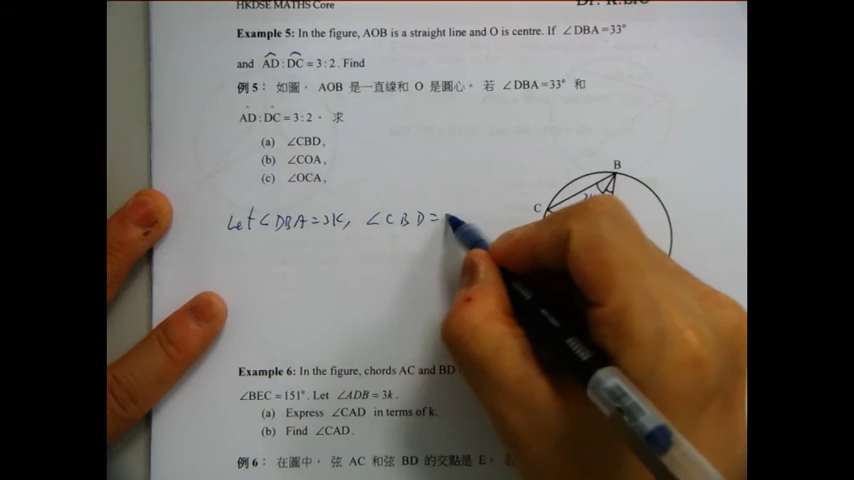 HKDSE MATHS Core
Example 5: In the figure, AOB is a straight line and O is centre. If ∠DBA=33°
and AD : DC = 3 : 2 . Find
例 5： 如圖， AOB 是一直線和 O 是圓心。 若 ∠DBA=33° 和
AD : DC = 3 : 2 。 求
(a) ∠CBD,
(b) ∠COA,
(c) ∠OCA,
B
C
Let ∠DBA=3K, ∠CBD=
Example 6: In the figure, chords AC and BD
∠BEC = 151°. Let ∠ADB = 3k .
(a) Express ∠CAD in terms of k.
(b) Find ∠CAD.
例 6： 在圖中， 弦 AC 和弦 BD 的交點是 E。